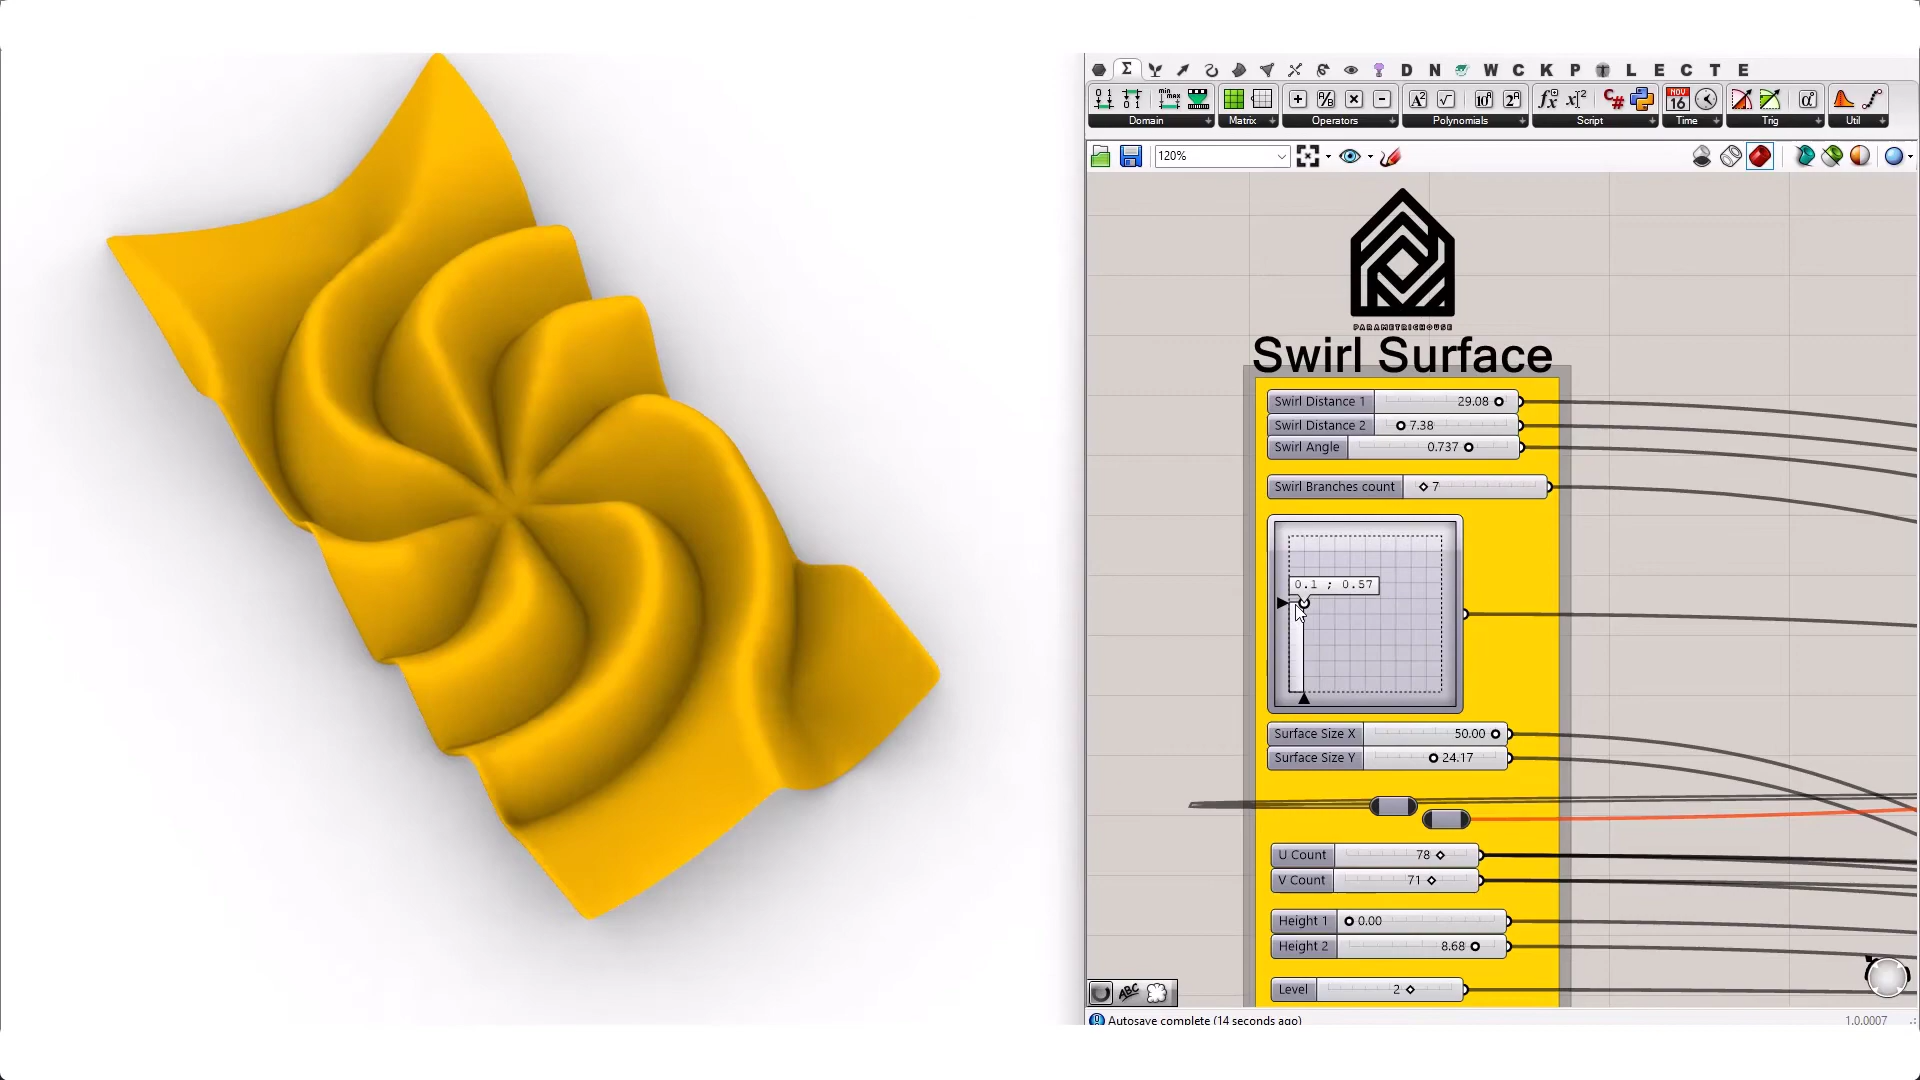 D N W C K P L E C T E
Domain Matrix Operators Polynomials Script Time Trig Util
120%
PARAMETRICHOUSE
Swirl Surface
Swirl Distance 1 29.08
Swirl Distance 2 7.38
Swirl Angle 0.737
Swirl Branches count 7
0.1 ; 0.57
Surface Size X 50.00
Surface Size Y 24.17
U Count 78
V Count 71
Height 1 0.00
Height 2 8.68
Level 2
ABC
Autosave complete (14 seconds ago) 1.0.0007